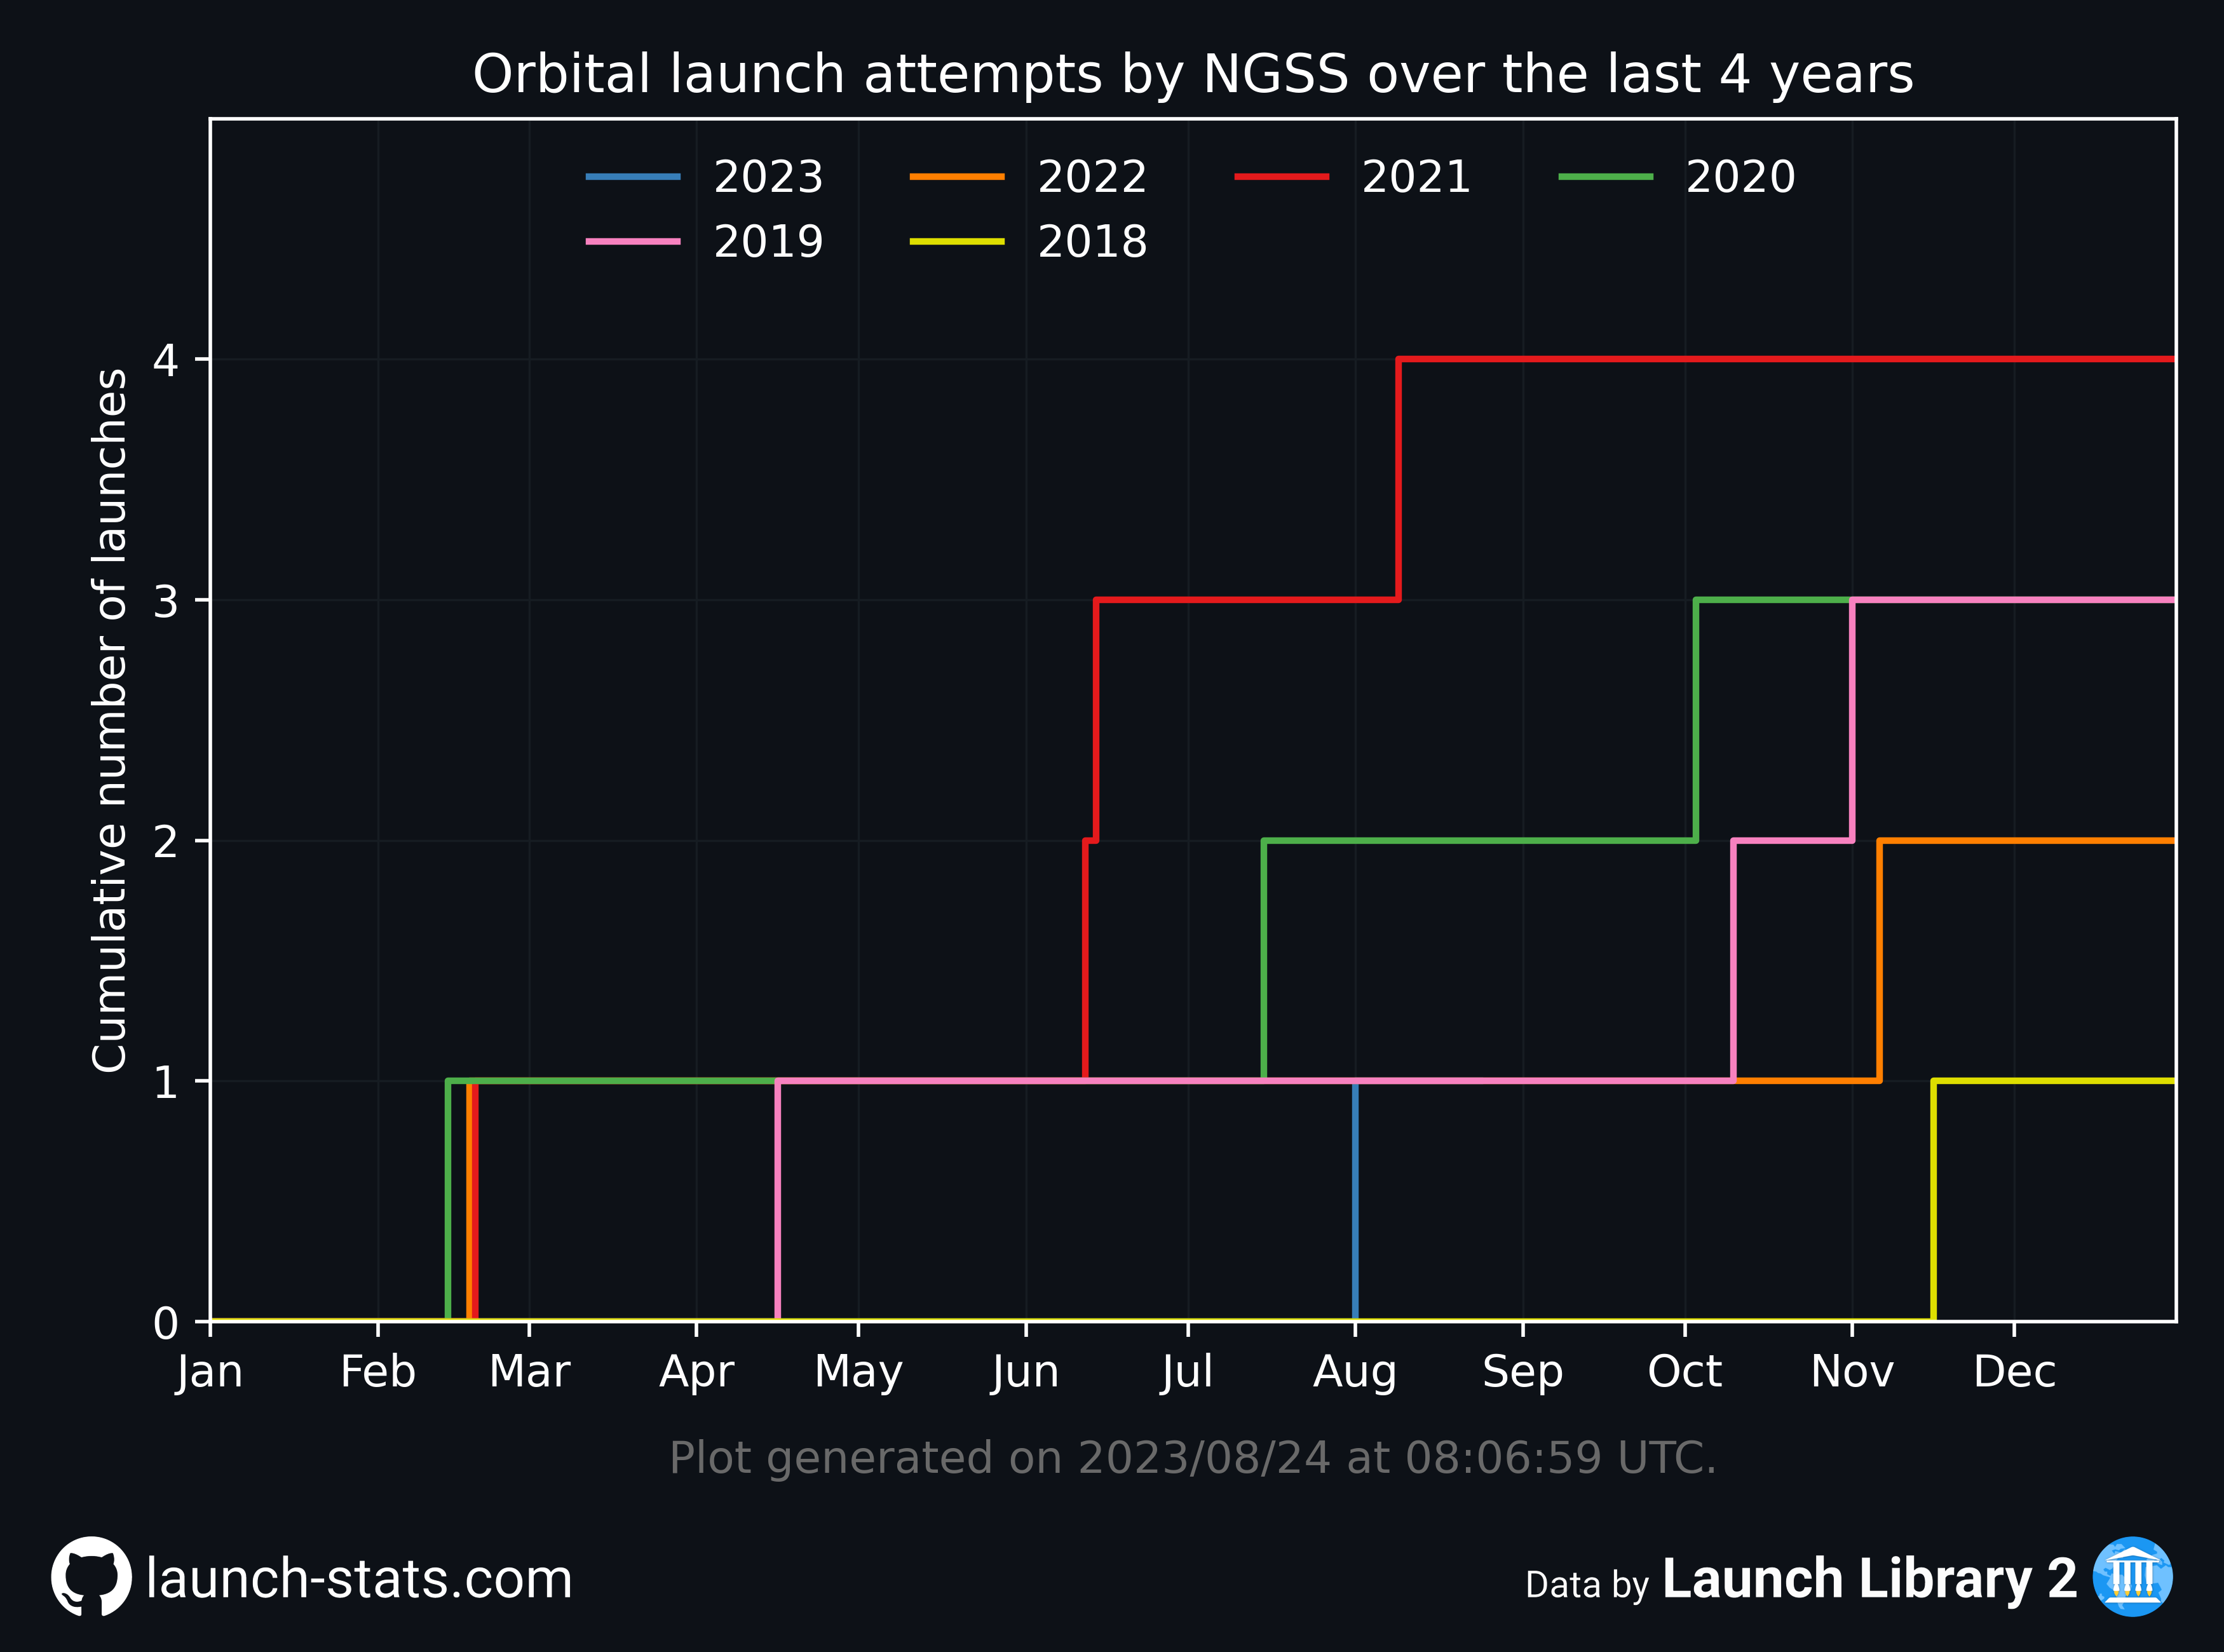 Orbital launch attempts by NGSS over the last 4 years
2023 2022 2021 2020
2019 2018
Cumulative number of launches
4
3
2
1
0
Jan Feb Mar Apr May Jun Jul Aug Sep Oct Nov Dec
Plot generated on 2023/08/24 at 08:06:59 UTC.
launch-stats.com
Data by Launch Library 2